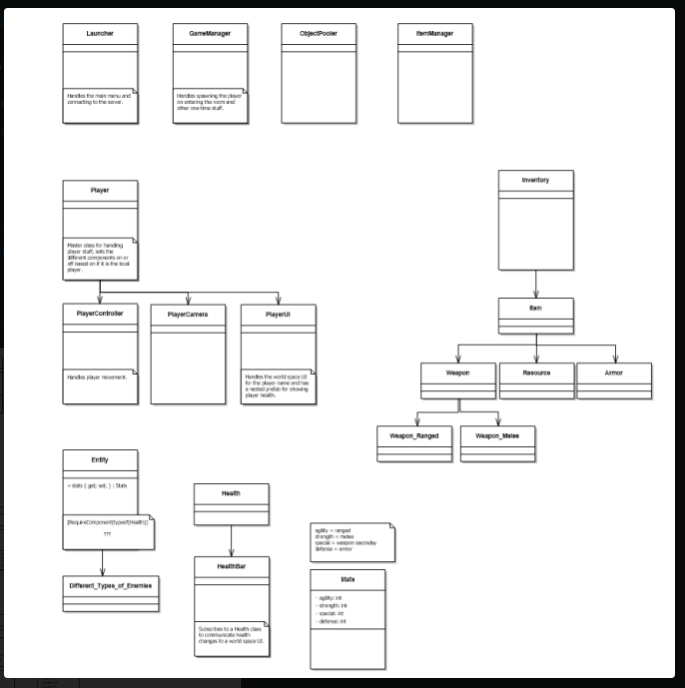 Launcher
Handles the main menu and
connecting to the server.
GameManager
Handles spawning the player
on entering the room and
other one-time stuff.
ObjectPooler
ItemManager
Player
Master class for handling
player stuff, sets the
different components on or
off based on if it is the local
player.
PlayerController
Handles player movement.
PlayerCamera
PlayerUI
Handles the world space UI
for the player name and has
a nested prefab for showing
player health.
Inventory
Item
Weapon
Resource
Armor
Weapon_Ranged
Weapon_Melee
Entity
+ stats { get; set; } : Stats
[RequireComponent(typeof(Health))]
???
Different_Types_of_Enemies
Health
HealthBar
Subscribes to a Health class
to communicate health
changes to a world space UI.
agility = ranged
strength = melee
special = weapon seconday
defense = armor
Stats
- agility: int
- strength: int
- special: int
- defense: int